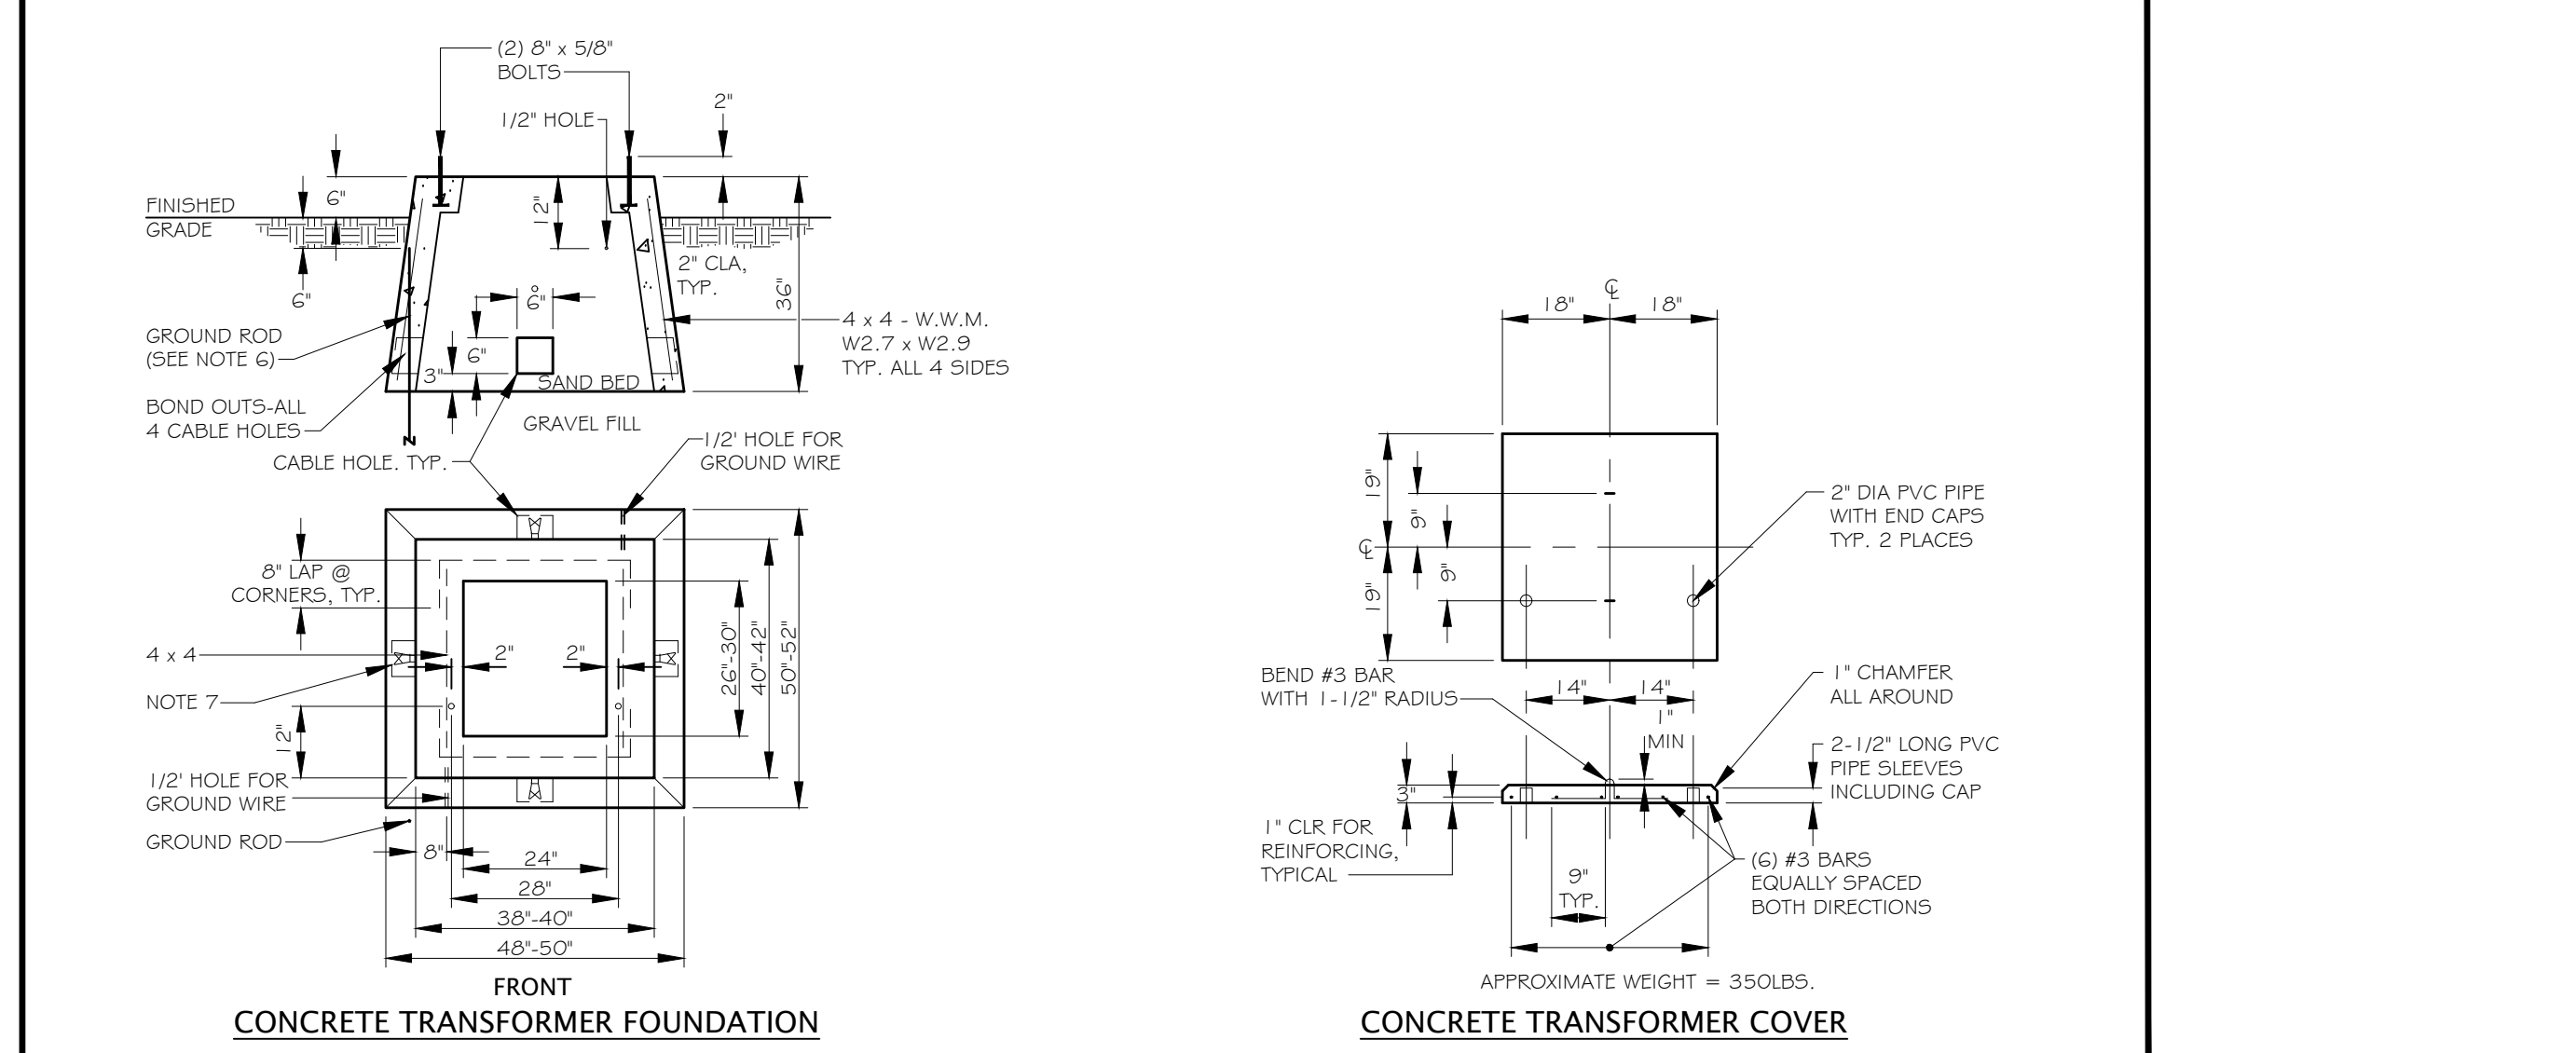 (2) 8" x 5/8"
BOLTS
1/2" HOLE
2"
6"
FINISHED
GRADE
12"
6"
2" CLA,
TYP.
36"
6"
GROUND ROD
(SEE NOTE 6)
6"
3"
4 x 4 - W.W.M.
W2.7 x W2.9
TYP. ALL 4 SIDES
SAND BED
BOND OUTS-ALL
4 CABLE HOLES
GRAVEL FILL
CABLE HOLE. TYP.
1/2' HOLE FOR
GROUND WIRE
8" LAP @
CORNERS, TYP.
4 x 4
2"
2"
26"-30"
40"-42"
50"-52"
NOTE 7
12"
1/2' HOLE FOR
GROUND WIRE
GROUND ROD
8"
24"
28"
38"-40"
48"-50"
FRONT
CONCRETE TRANSFORMER FOUNDATION
℄
18"
18"
19"
9"
℄
9"
19"
2" DIA PVC PIPE
WITH END CAPS
TYP. 2 PLACES
BEND #3 BAR
WITH 1-1/2" RADIUS
14"
14"
1"
MIN
1" CHAMFER
ALL AROUND
2-1/2" LONG PVC
PIPE SLEEVES
INCLUDING CAP
3"
1" CLR FOR
REINFORCING,
TYPICAL
9"
TYP.
(6) #3 BARS
EQUALLY SPACED
BOTH DIRECTIONS
APPROXIMATE WEIGHT = 350LBS.
CONCRETE TRANSFORMER COVER